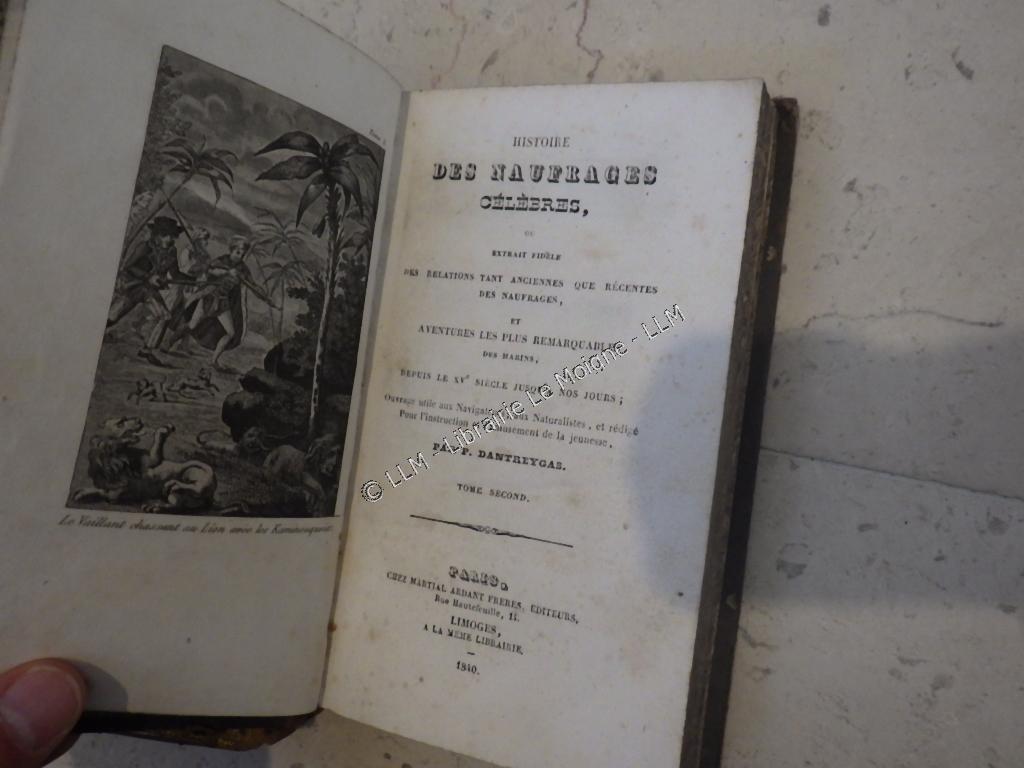 Le Vaillant chassant au Lion avec les
HISTOIRE
DES NAUFRAGES
CÉLÈBRES,
OU
EXTRAIT FIDÈLE
DES RELATIONS TANT ANCIENNES QUE RÉCENTES
DES NAUFRAGES,
ET
AVENTURES LES PLUS REMARQUABLES
DES MARINS,
DEPUIS LE XVe SIÈCLE JUSQU'A NOS JOURS;
Ouvrage utile aux Navigateurs, aux Naturalistes, et rédigé
Pour l'instruction et l'amusement de la jeunesse,
PAR P. DANTREYGAS.
TOME SECOND.
PARIS,
CHEZ MARTIAL ARDANT FRÈRES, ÉDITEURS,
Rue Hautefeuille, 14.
LIMOGES,
A LA MÊME LIBRAIRIE.
1840.
© LLM - Librairie Le Moigne - LLM